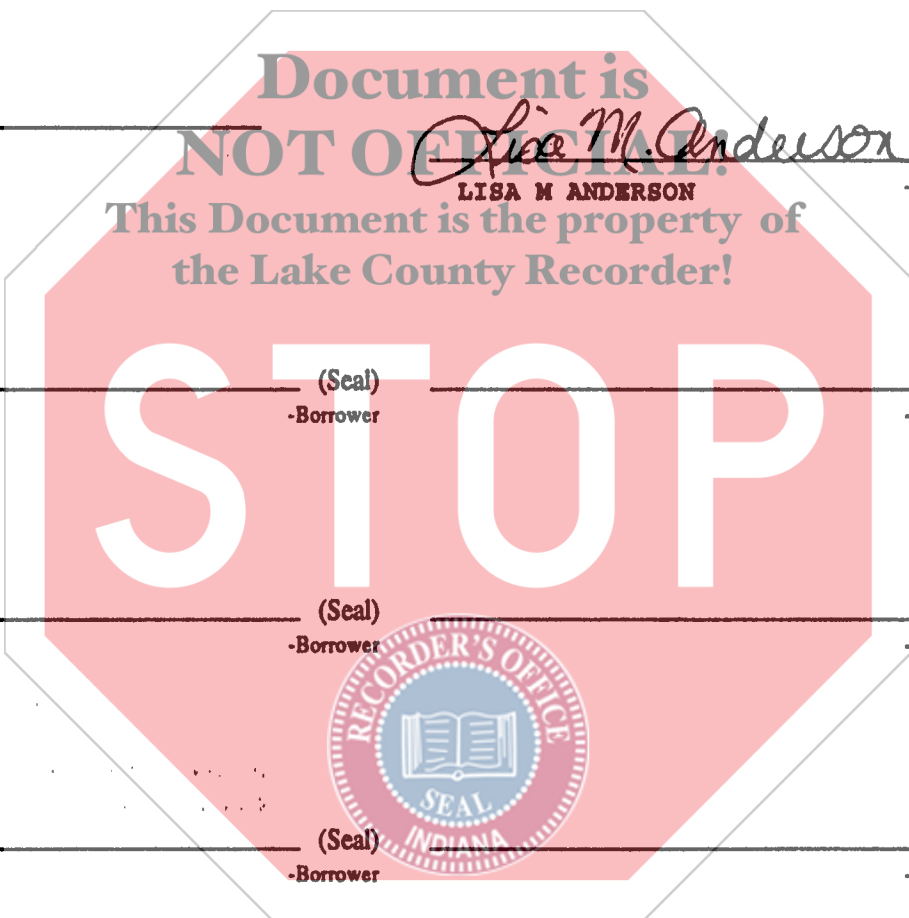 Document is
NOT OFFICIAL!
Lisa M. Anderson
LISA M ANDERSON
This Document is the property of
the Lake County Recorder!
STOP
(Seal)
-Borrower
(Seal)
-Borrower
RECORDER'S OFFICE
SEAL
INDIANA
(Seal)
-Borrower